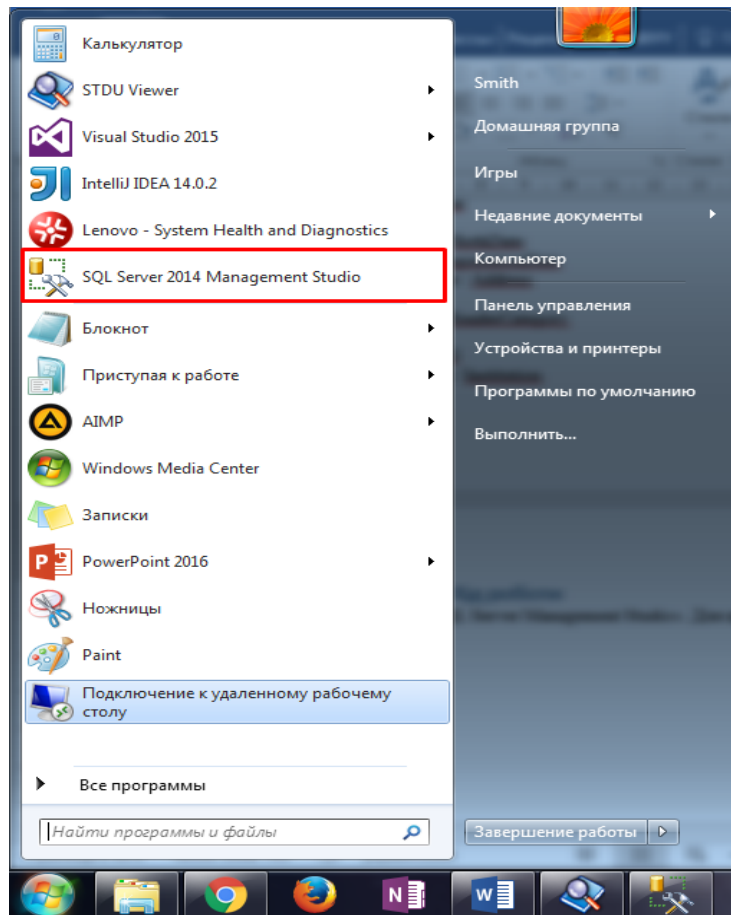 Калькулятор
STDU Viewer
Visual Studio 2015
IntelliJ IDEA 14.0.2
Lenovo - System Health and Diagnostics
SQL Server 2014 Management Studio
Блокнот
Приступая к работе
AIMP
Windows Media Center
Записки
PowerPoint 2016
Ножницы
Paint
Подключение к удаленному рабочему
столу
Все программы
Найти программы и файлы
Smith
Домашняя группа
Игры
Недавние документы
Компьютер
Панель управления
Устройства и принтеры
Программы по умолчанию
Выполнить...
Завершение работы